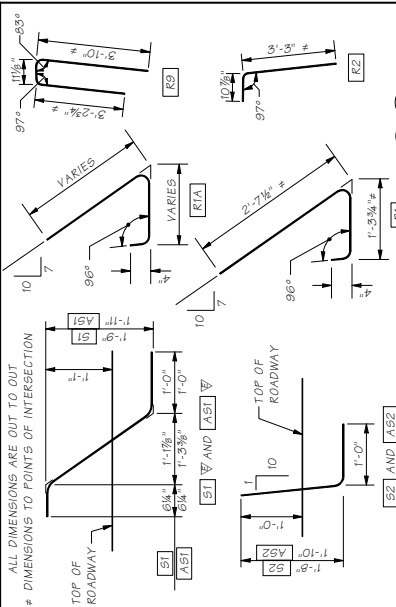 ALL DIMENSIONS ARE OUT TO OUT
≠ DIMENSIONS TO POINTS OF INTERSECTION
TOP OF
ROADWAY
1'-1"
S1 1'-9"
AS1 1'-11"
S1 6¼" 1'-1⅞" 1'-0"
AS1 6¼" 1'-3⅜" 1'-0"
S1 AND AS1
TOP OF
ROADWAY
1
10
1'-0"
S2 1'-8"
AS2 1'-10"
1'-0"
S2 AND AS2
10
7
VARIES
96°
4"
VARIES
R1A
10
7
2'-7½" ≠
96°
4"
1'-3¾" ≠
R1
97°
11⅛"
83°
3'-2¾" ≠
3'-10" ≠
R9
10⅞"
97°
3'-3" ≠
R2